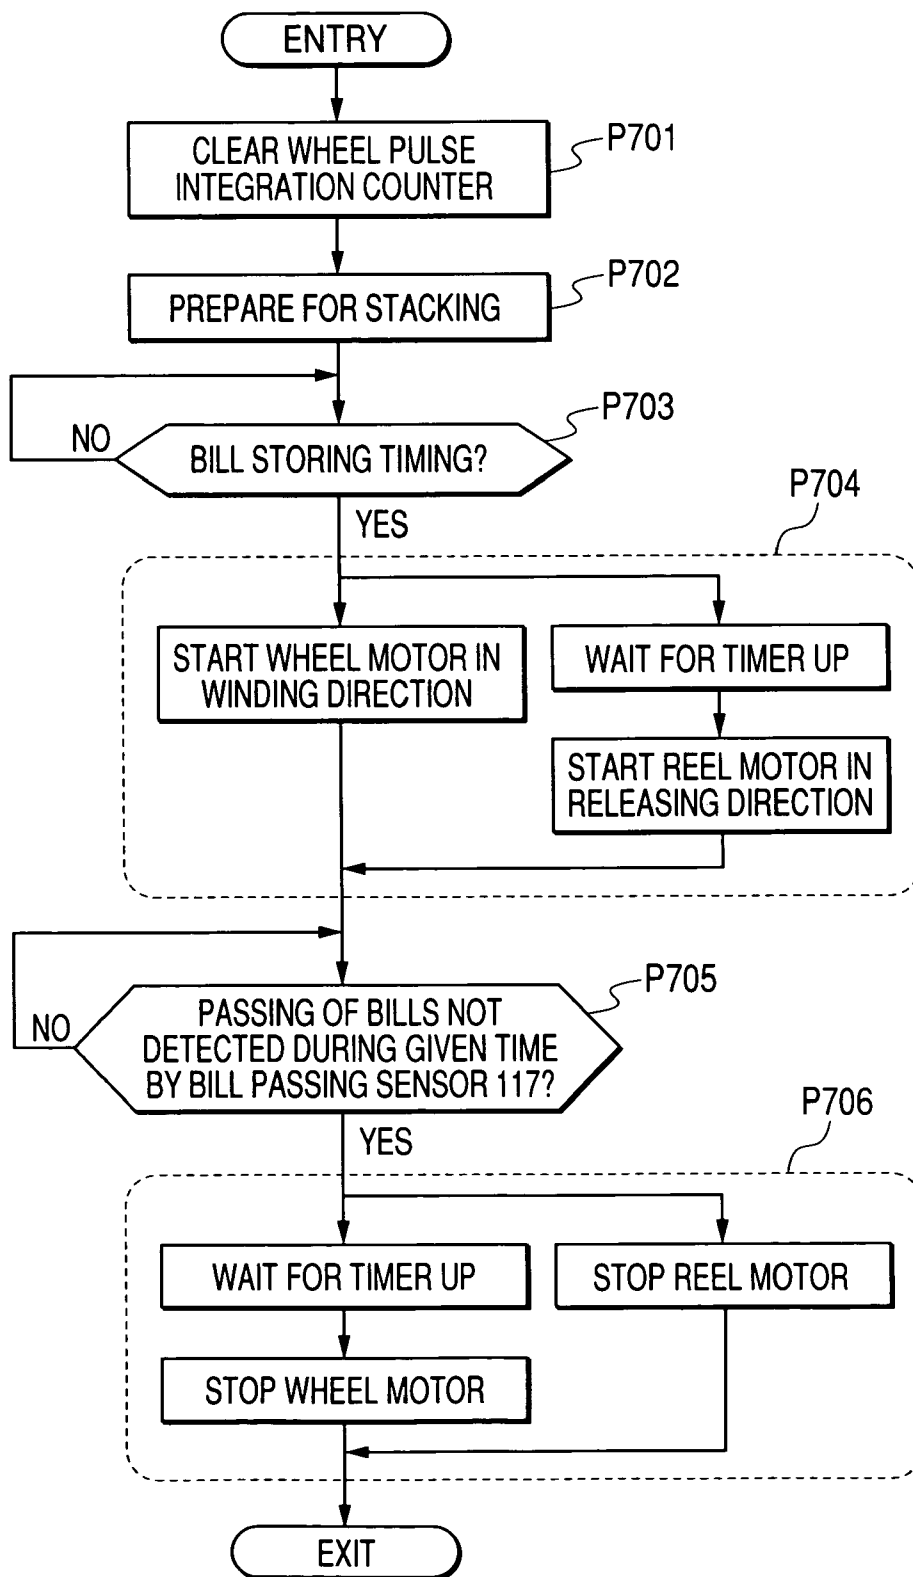 ENTRY
CLEAR WHEEL PULSE
INTEGRATION COUNTER
P701
PREPARE FOR STACKING
P702
BILL STORING TIMING?
P703
NO
YES
P704
START WHEEL MOTOR IN
WINDING DIRECTION
WAIT FOR TIMER UP
START REEL MOTOR IN
RELEASING DIRECTION
PASSING OF BILLS NOT
DETECTED DURING GIVEN TIME
BY BILL PASSING SENSOR 117?
P705
NO
YES
P706
WAIT FOR TIMER UP
STOP REEL MOTOR
STOP WHEEL MOTOR
EXIT